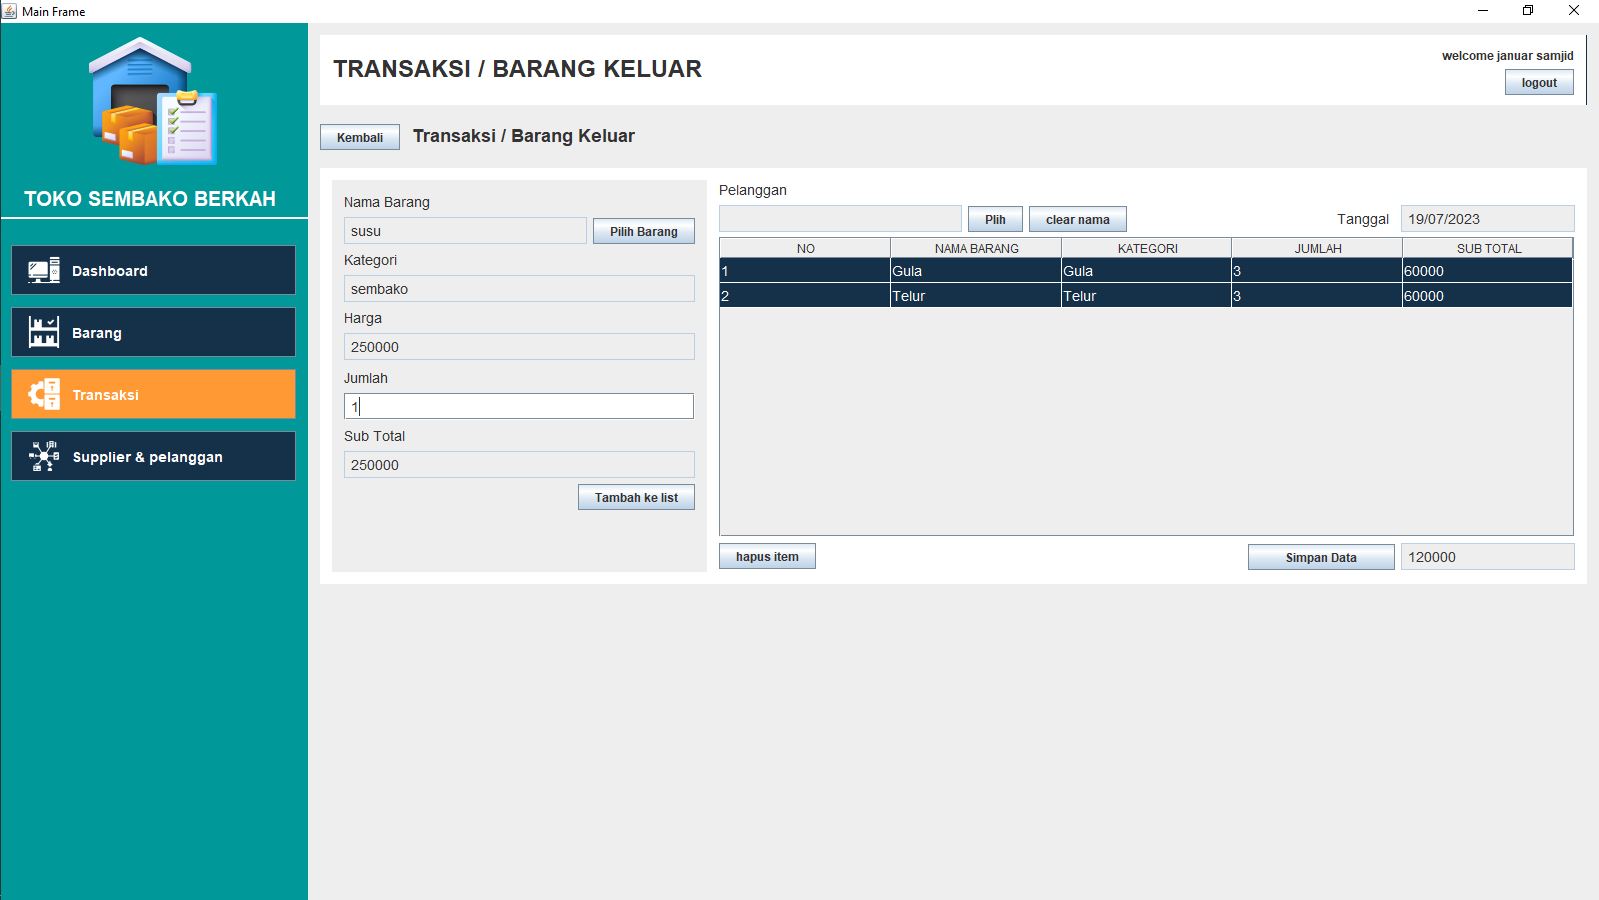 Main Frame
TOKO SEMBAKO BERKAH
Dashboard
Barang
Transaksi
Supplier & pelanggan
TRANSAKSI / BARANG KELUAR
welcome januar samjid
logout
Kembali
Transaksi / Barang Keluar
Nama Barang
susu
Pilih Barang
Kategori
sembako
Harga
250000
Jumlah
1
Sub Total
250000
Tambah ke list
Pelanggan
Plih
clear nama
Tanggal
19/07/2023
NO NAMA BARANG KATEGORI JUMLAH SUB TOTAL
1 Gula Gula 3 60000
2 Telur Telur 3 60000
hapus item
Simpan Data
120000